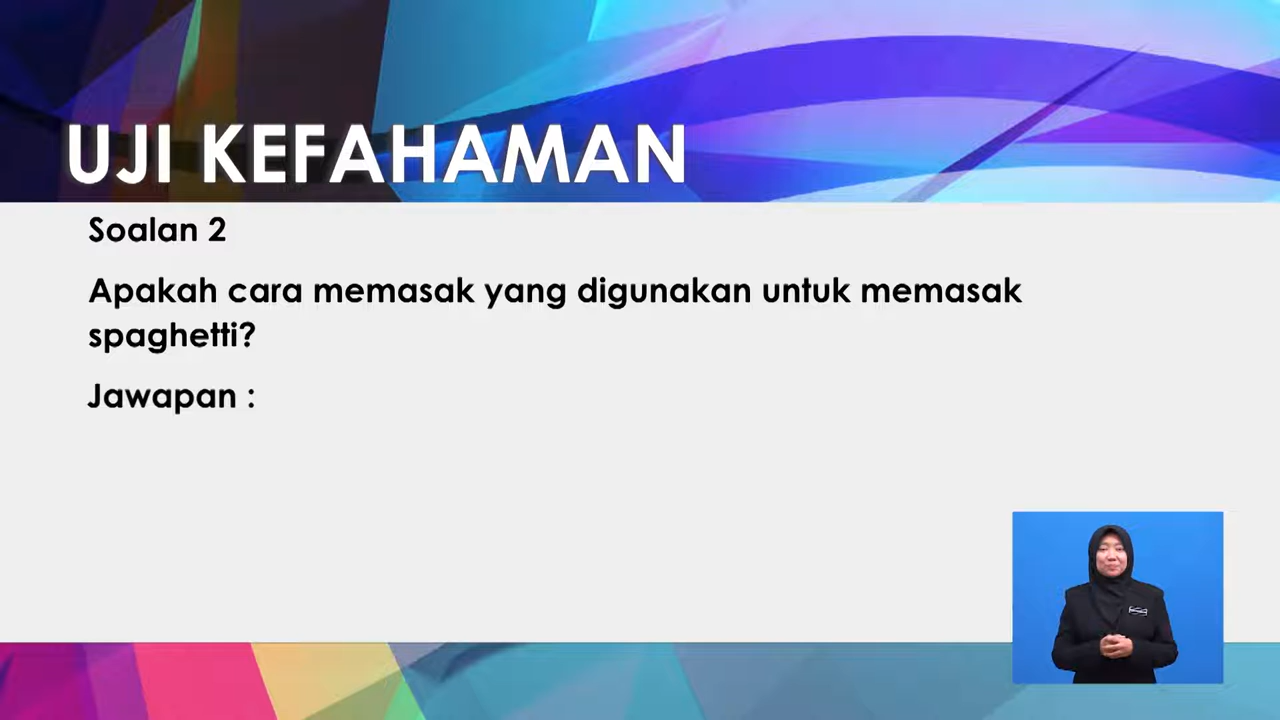 UJI KEFAHAMAN
Soalan 2
Apakah cara memasak yang digunakan untuk memasak
spaghetti?
Jawapan :